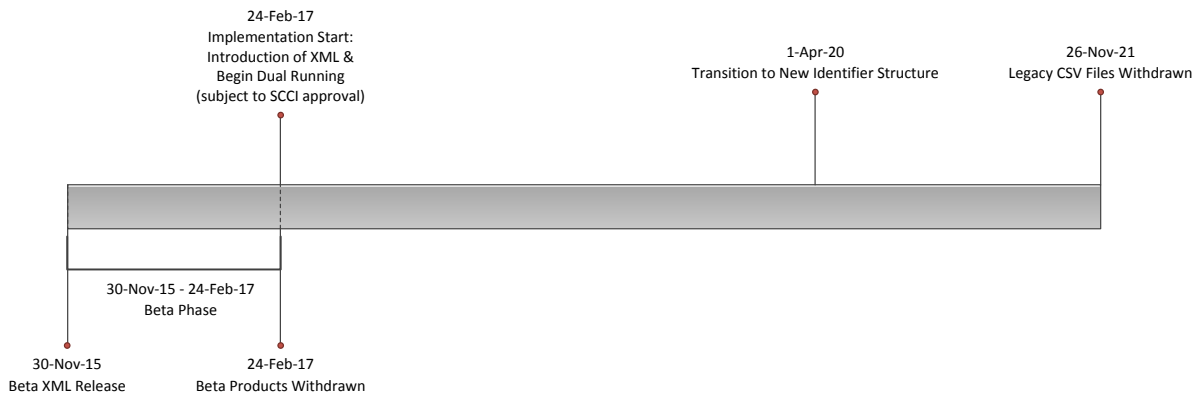 24-Feb-17
Implementation Start:
Introduction of XML &
Begin Dual Running
(subject to SCCI approval)
1-Apr-20
Transition to New Identifier Structure
26-Nov-21
Legacy CSV Files Withdrawn
30-Nov-15 - 24-Feb-17
Beta Phase
30-Nov-15
Beta XML Release
24-Feb-17
Beta Products Withdrawn